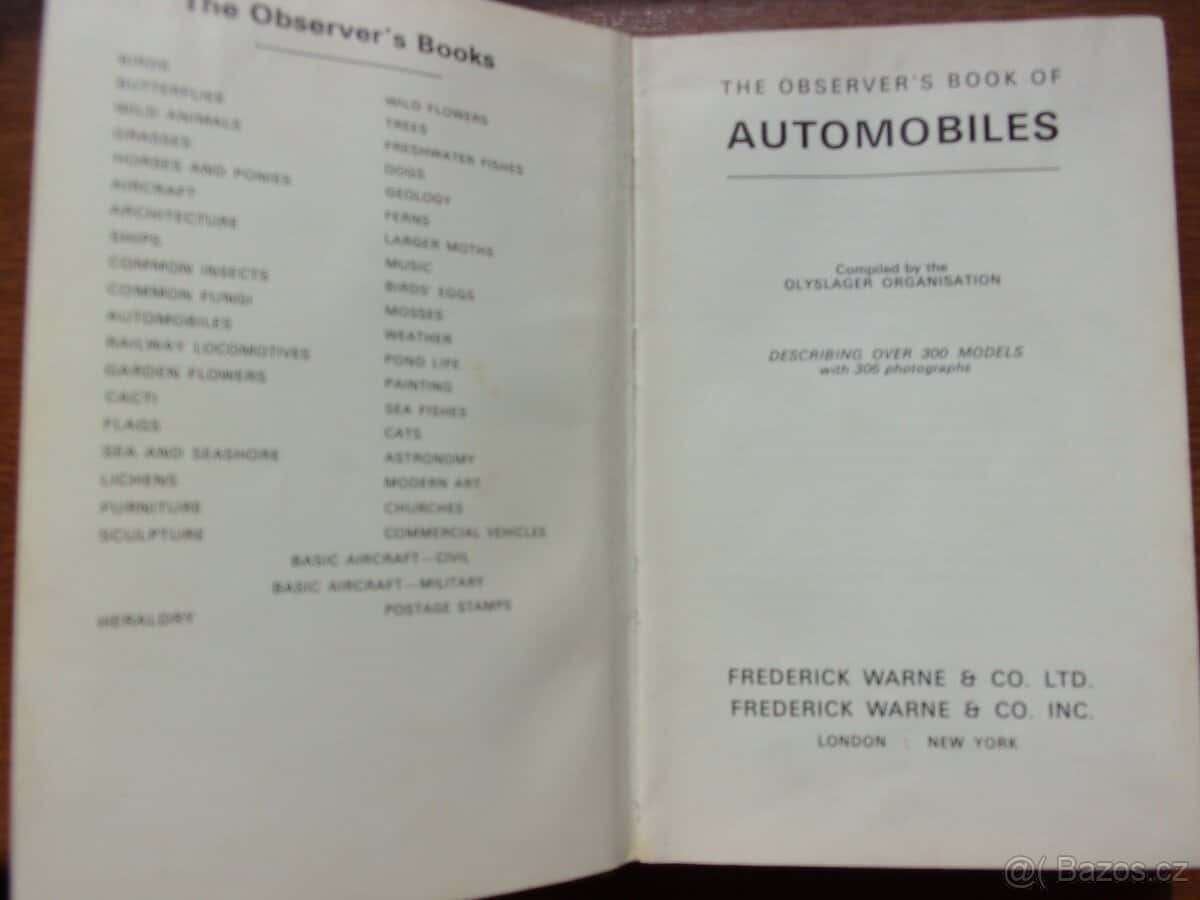 The Observer's Books
BIRDS
BUTTERFLIES
WILD ANIMALS
GRASSES
HORSES AND PONIES
AIRCRAFT
ARCHITECTURE
SHIPS
COMMON INSECTS
COMMON FUNGI
AUTOMOBILES
RAILWAY LOCOMOTIVES
GARDEN FLOWERS
CACTI
FLAGS
SEA AND SEASHORE
LICHENS
FURNITURE
SCULPTURE
WILD FLOWERS
TREES
FRESHWATER FISHES
DOGS
GEOLOGY
FERNS
LARGER MOTHS
MUSIC
BIRDS' EGGS
MOSSES
WEATHER
POND LIFE
PAINTING
SEA FISHES
CATS
ASTRONOMY
MODERN ART
CHURCHES
COMMERCIAL VEHICLES
BASIC AIRCRAFT—CIVIL
BASIC AIRCRAFT—MILITARY
HERALDRY
POSTAGE STAMPS
THE OBSERVER'S BOOK OF
AUTOMOBILES
Compiled by the
OLYSLAGER ORGANISATION
DESCRIBING OVER 300 MODELS
with 306 photographs
FREDERICK WARNE & CO. LTD.
FREDERICK WARNE & CO. INC.
LONDON : NEW YORK
@( Bazos.cz